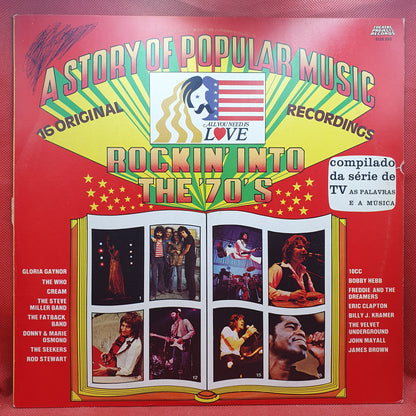 A STORY OF POPULAR MUSIC
16 ORIGINAL RECORDINGS
ALL YOU NEED IS
LOVE
ROCKIN' INTO
THE '70'S
compilado
da série de
TV AS PALAVRAS
E A MÚSICA
GLORIA GAYNOR
THE WHO
CREAM
THE STEVE
MILLER BAND
THE FATBACK
BAND
DONNY & MARIE
OSMOND
THE SEEKERS
ROD STEWART
10CC
BOBBY HEBB
FREDDIE AND THE
DREAMERS
ERIC CLAPTON
BILLY J. KRAMER
THE VELVET
UNDERGROUND
JOHN MAYALL
JAMES BROWN